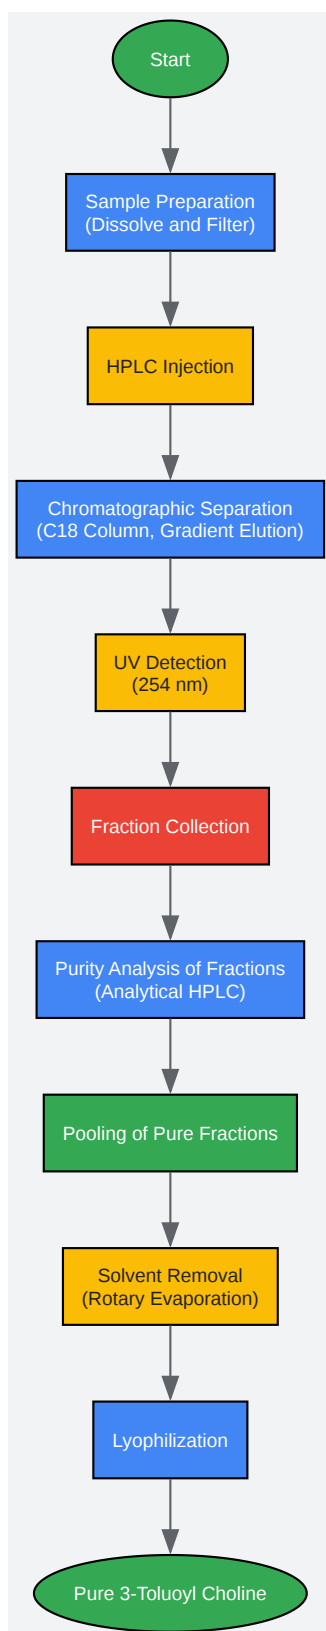 Start
Sample Preparation
(Dissolve and Filter)
HPLC Injection
Chromatographic Separation
(C18 Column, Gradient Elution)
UV Detection
(254 nm)
Fraction Collection
Purity Analysis of Fractions
(Analytical HPLC)
Pooling of Pure Fractions
Solvent Removal
(Rotary Evaporation)
Lyophilization
Pure 3-Toluoyl Choline